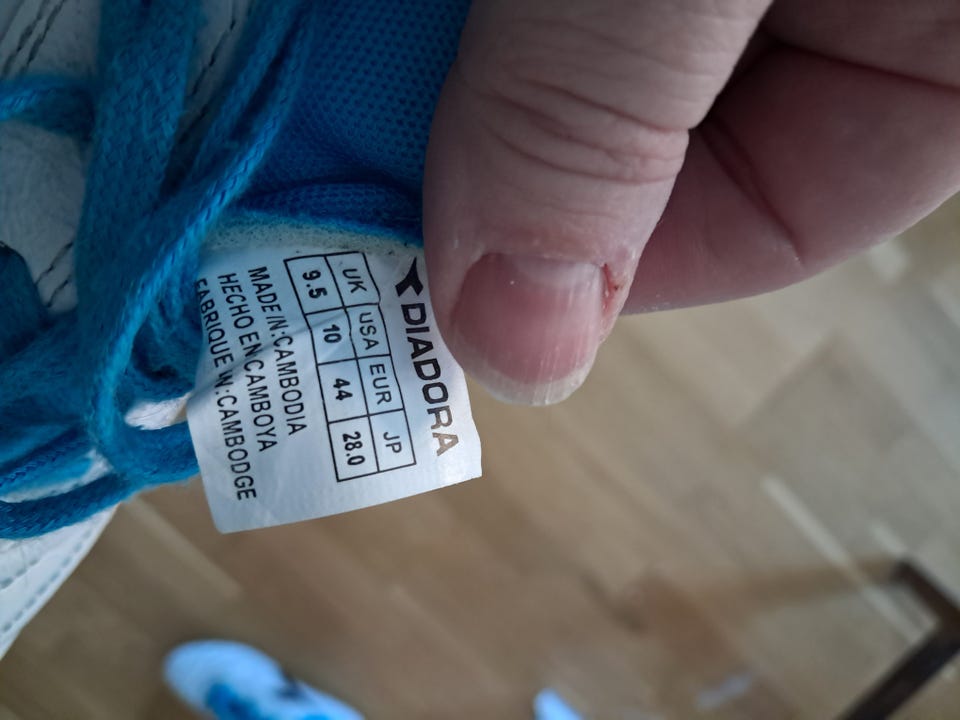 DIADORA
UK USA EUR JP
9.5 10 44 28.0
MADE IN:CAMBODIA
HECHO EN:CAMBOYA
FABRIQUE IN:CAMBODGE